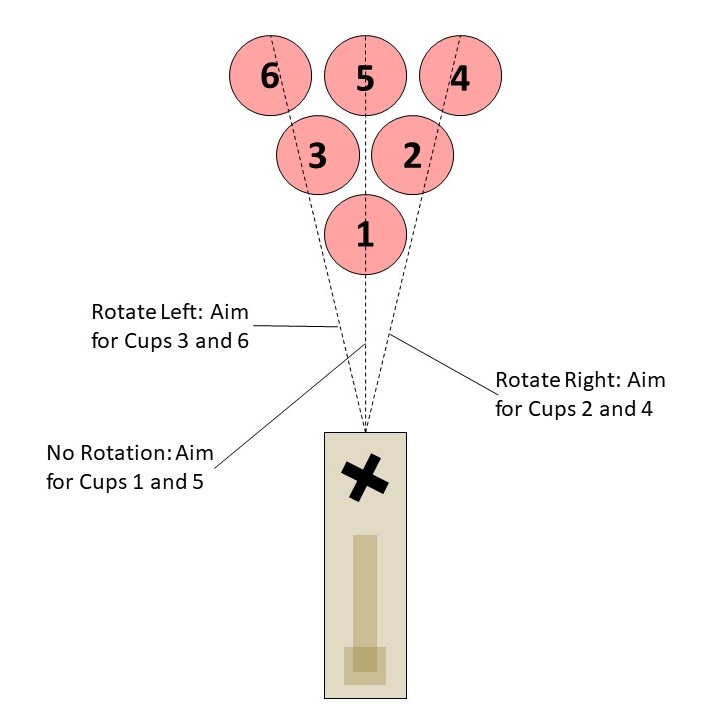 6 5 4
3 2
1
Rotate Left: Aim
for Cups 3 and 6
Rotate Right: Aim
for Cups 2 and 4
No Rotation: Aim
for Cups 1 and 5